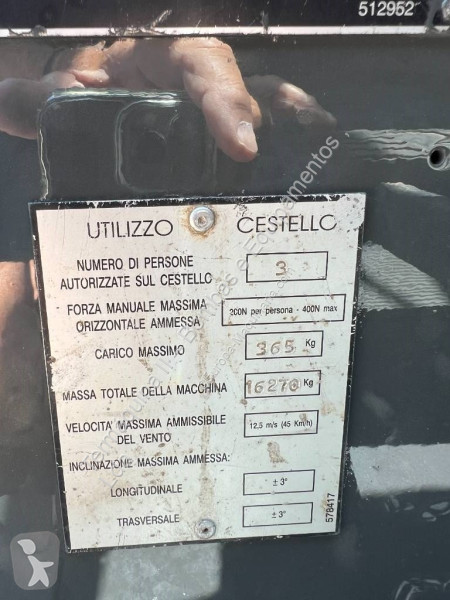 512952
UTILIZZO CESTELLO
NUMERO DI PERSONE
AUTORIZZATE SUL CESTELLO 3
FORZA MANUALE MASSIMA
ORIZZONTALE AMMESSA 200N per persona - 400N max
CARICO MASSIMO 365 Kg
MASSA TOTALE DELLA MACCHINA 16270 Kg
VELOCITA' MASSIMA AMMISSIBILE
DEL VENTO 12,5 m/s (45 Km/h)
INCLINAZIONE MASSIMA AMMESSA:
LONGITUDINALE ± 3°
TRASVERSALE ± 3°
578417